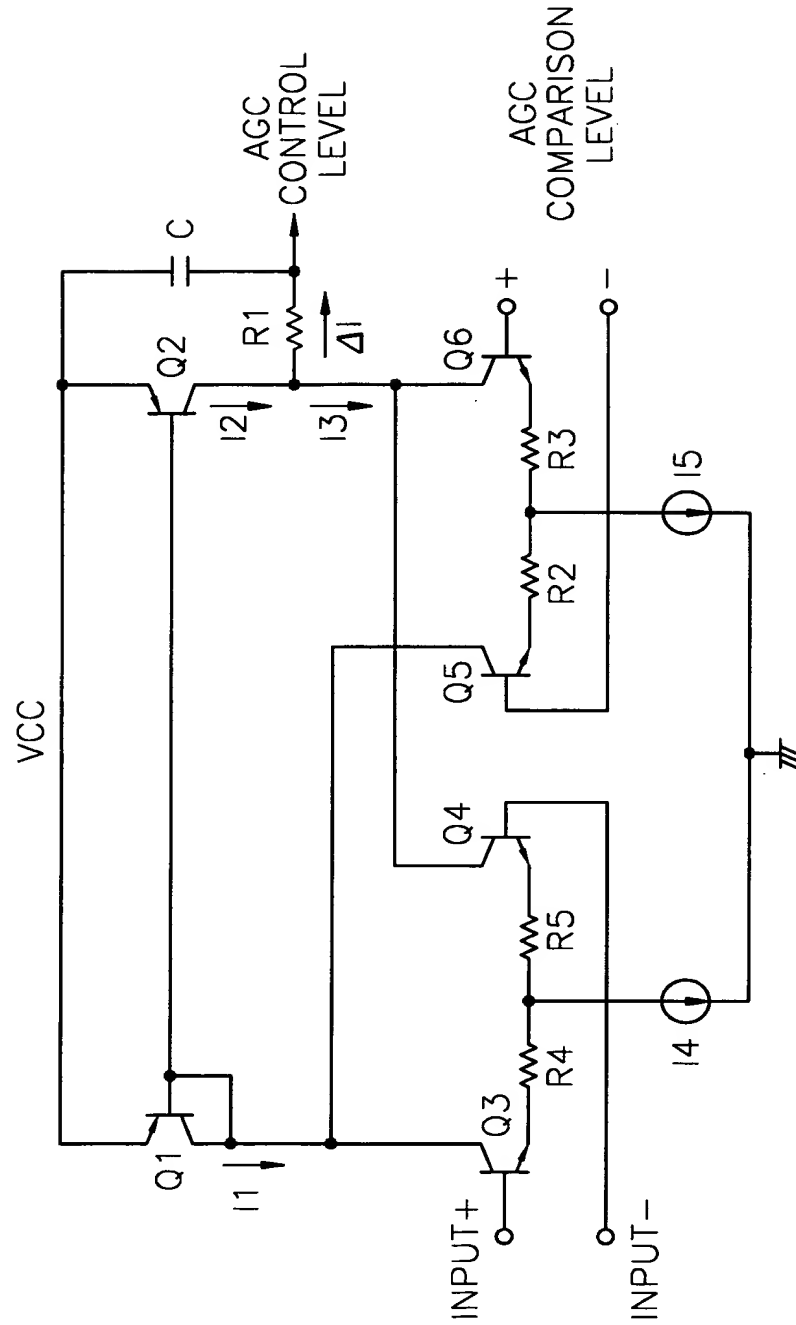 VCC
Q1
Q2
C
I1
I2
R1
ΔI
I3
AGC
CONTROL
LEVEL
INPUT+
Q3
Q4
Q5
Q6
+
R4
R5
R2
R3
INPUT-
-
AGC
COMPARISON
LEVEL
I4
I5